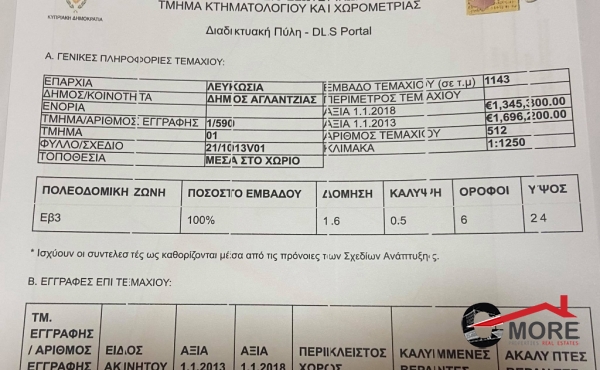 ΚΥΠΡΙΑΚΗ ΔΗΜΟΚΡΑΤΙΑ
ΤΜΗΜΑ ΚΤΗΜΑΤΟΛΟΓΙΟΥ ΚΑΙ ΧΩΡΟΜΕΤΡΙΑΣ
Διαδικτυακή Πύλη - DLS Portal
Α. ΓΕΝΙΚΕΣ ΠΛΗΡΟΦΟΡΙΕΣ ΤΕΜΑΧΙΟΥ:
ΕΠΑΡΧΙΑ ΛΕΥΚΩΣΙΑ ΕΜΒΑΔΟ ΤΕΜΑΧΙΟΥ (σε τ.μ) 1143
ΔΗΜΟΣ/ΚΟΙΝΟΤΗΤΑ ΔΗΜΟΣ ΑΓΛΑΝΤΖΙΑΣ ΠΕΡΙΜΕΤΡΟΣ ΤΕΜΑΧΙΟΥ
ΕΝΟΡΙΑ ΑΞΙΑ 1.1.2018 €1,345,300.00
ΤΜΗΜΑ/ΑΡΙΘΜΟΣ ΕΓΓΡΑΦΗΣ 1/590 ΑΞΙΑ 1.1.2013 €1,696,200.00
ΤΜΗΜΑ 01 ΑΡΙΘΜΟΣ ΤΕΜΑΧΙΟΥ 512
ΦΥΛΛΟ/ΣΧΕΔΙΟ 21/1013V01 ΚΛΙΜΑΚΑ 1:1250
ΤΟΠΟΘΕΣΙΑ ΜΕΣΑ ΣΤΟ ΧΩΡΙΟ
ΠΟΛΕΟΔΟΜΙΚΗ ΖΩΝΗ ΠΟΣΟΣΤΟ ΕΜΒΑΔΟΥ ΔΟΜΗΣΗ ΚΑΛΥΨΗ ΟΡΟΦΟΙ ΥΨΟΣ
Εβ3 100% 1.6 0.5 6 24
* Ισχύουν οι συντελεστές ως καθορίζονται μέσα από τις πρόνοιες των Σχεδίων Ανάπτυξης.
Β. ΕΓΓΡΑΦΕΣ ΕΠΙ ΤΕΜΑΧΙΟΥ:
ΤΜ.
ΕΓΓΡΑΦΗΣ
/ ΑΡΙΘΜΟΣ ΕΙΔΟΣ ΑΞΙΑ ΑΞΙΑ ΠΕΡΙΚΛΕΙΣΤΟΣ ΚΑΛΥΜΜΕΝΕΣ ΑΚΑΛΥΠΤΕΣ
ΕΓΓΡΑΦΗΣ ΑΚΙΝΗΤΟΥ 1.1.2013 1.1.2018 ΧΩΡΟΣ ΒΕΡΑΝΤΕΣ ΒΕΡΑΝΤΕΣ
MORE
REAL ESTATES